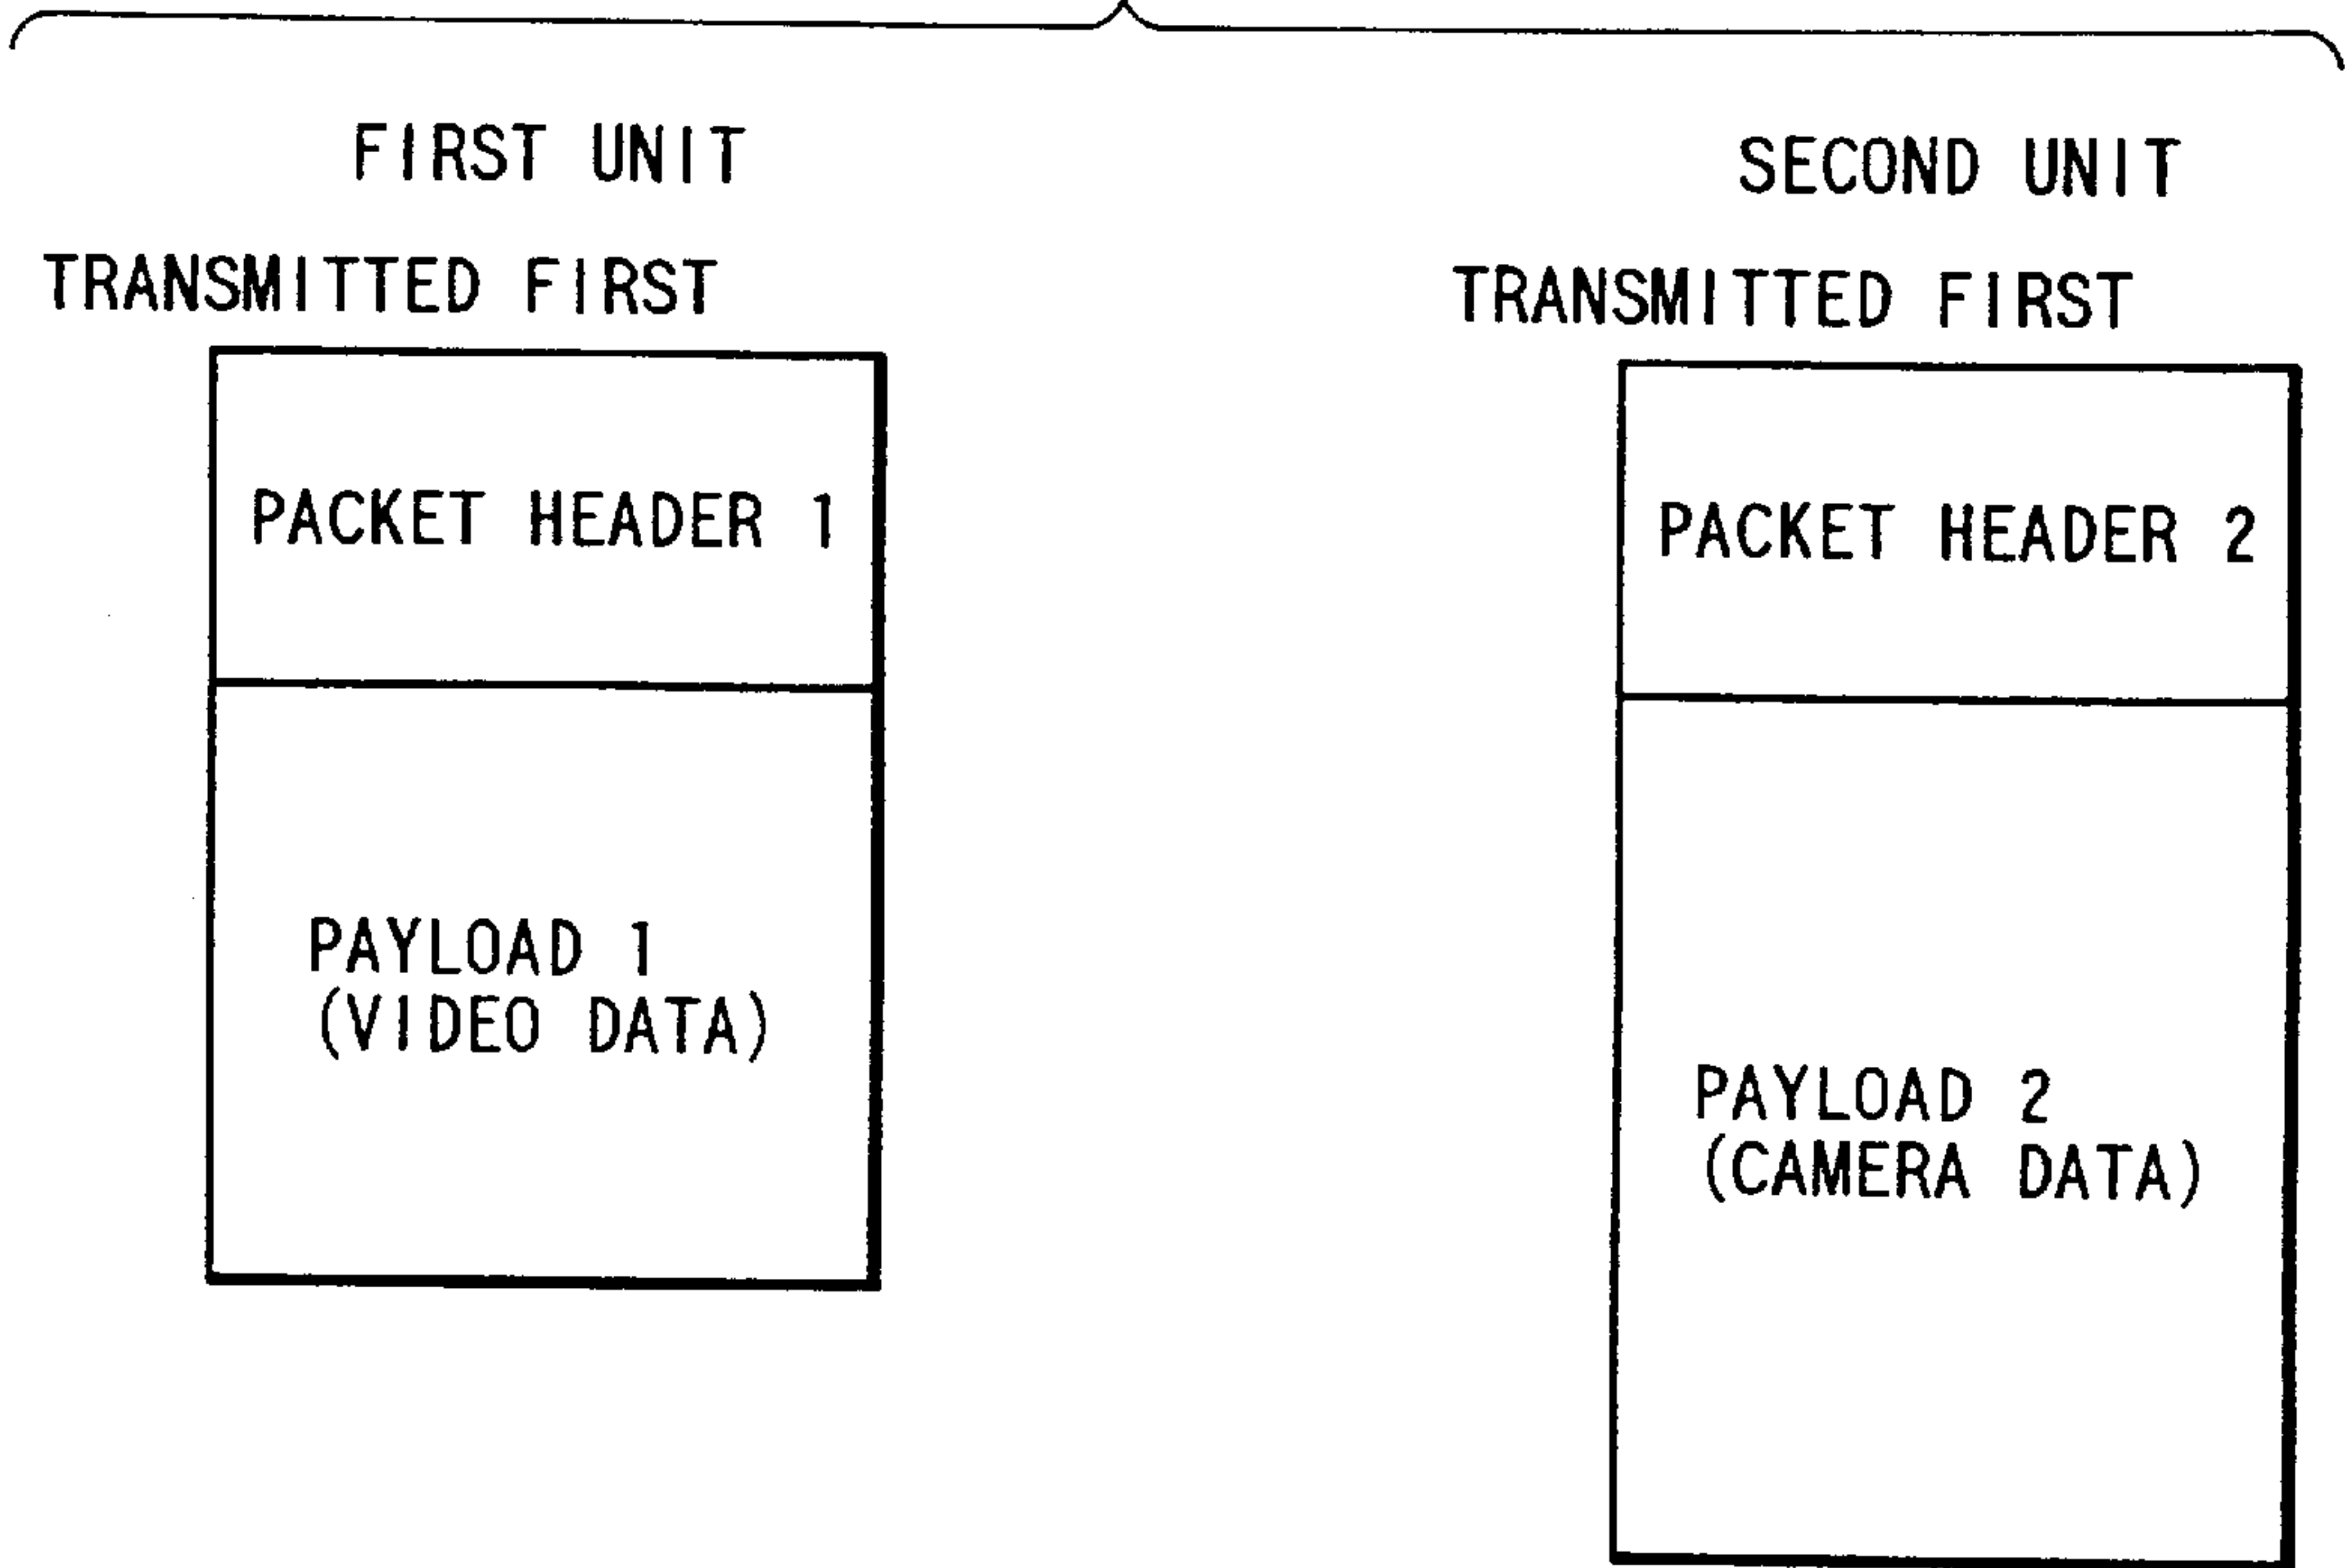 FIRST UNIT
TRANSMITTED FIRST
PACKET HEADER 1
PAYLOAD 1
(VIDEO DATA)
SECOND UNIT
TRANSMITTED FIRST
PACKET HEADER 2
PAYLOAD 2
(CAMERA DATA)